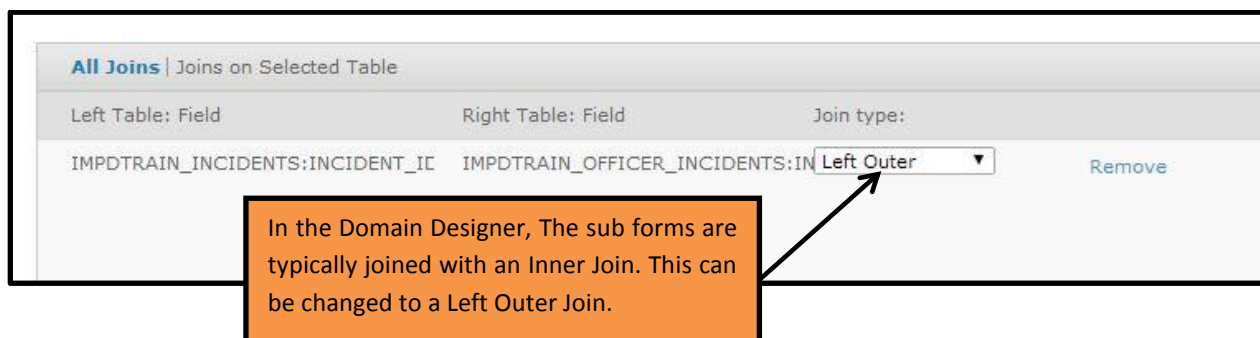 All Joins | Joins on Selected Table
Left Table: Field Right Table: Field Join type:
IMPDTRAIN_INCIDENTS:INCIDENT_ID IMPDTRAIN_OFFICER_INCIDENTS:IN Left Outer Remove
In the Domain Designer, The sub forms are
typically joined with an Inner Join. This can
be changed to a Left Outer Join.